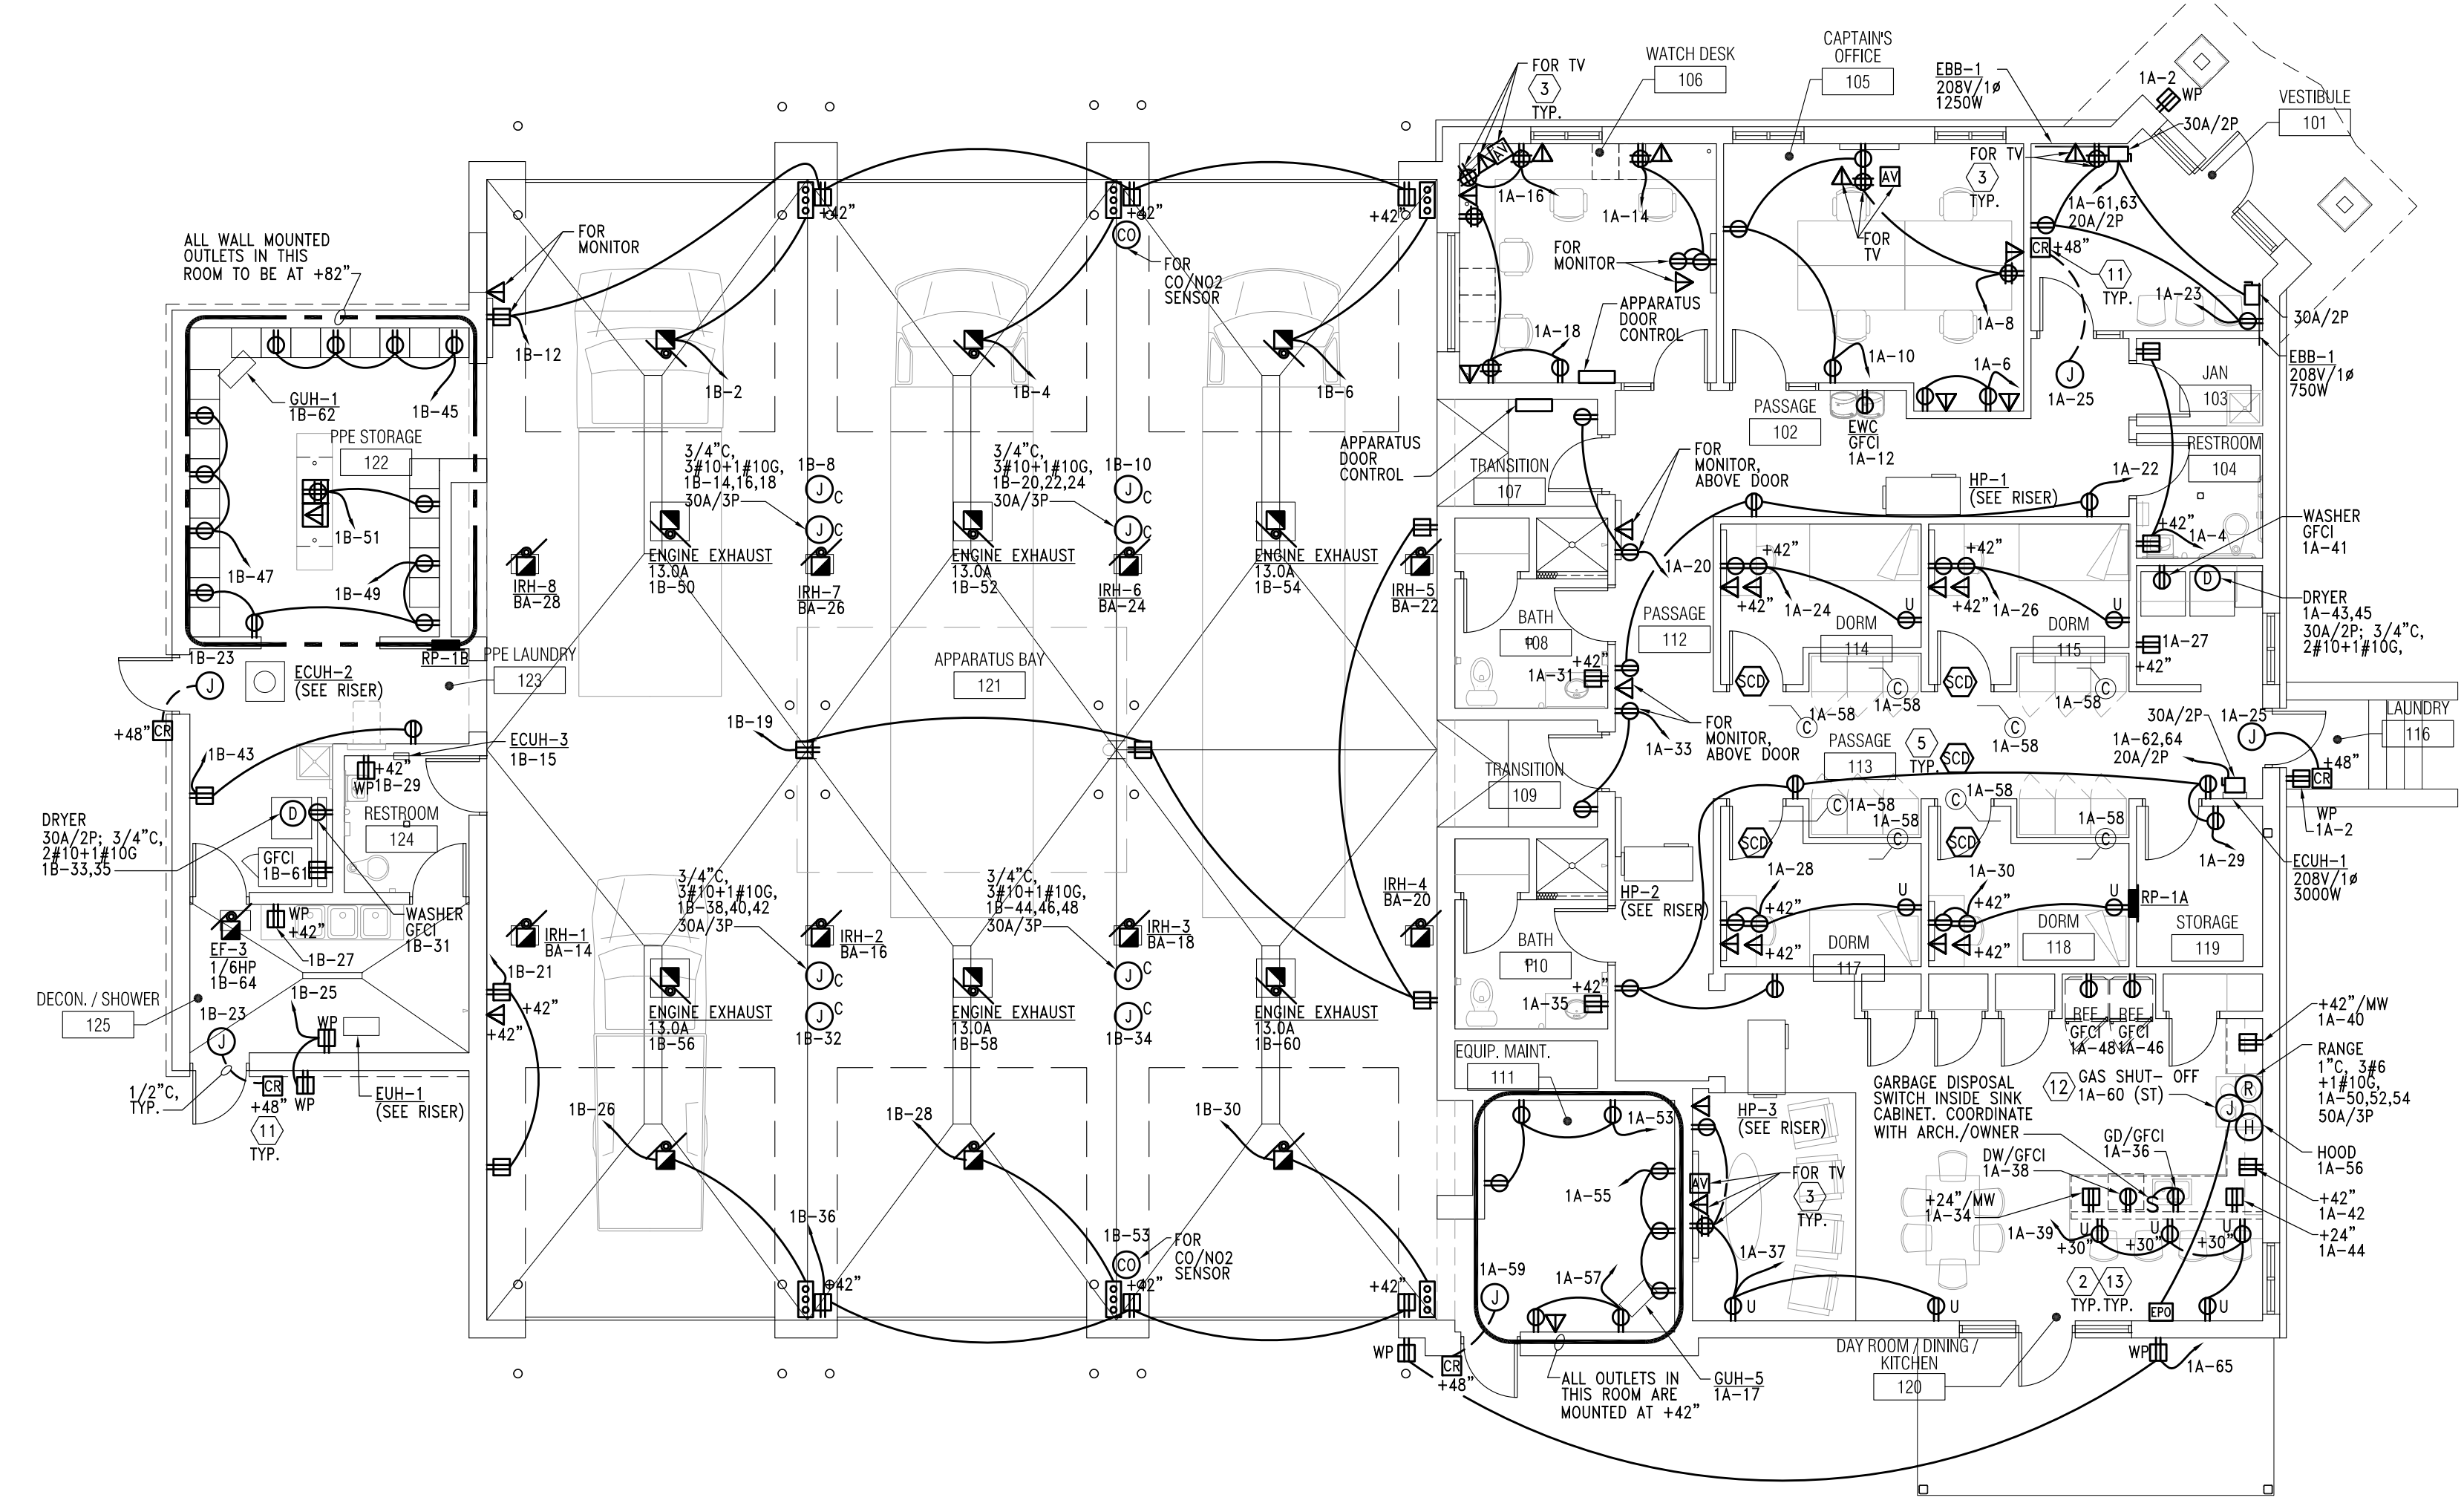 FOR TV
3
TYP.
WATCH DESK
106
CAPTAIN'S
OFFICE
105
EBB-1
208V/1ø
1250W
1A-2
WP
30A/2P
VESTIBULE
101
ALL WALL MOUNTED
OUTLETS IN THIS
ROOM TO BE AT +82"
FOR
MONITOR
1B-12
+42"
+42"
+42"
CO
FOR
CO/NO2
SENSOR
AV
1A-16
1A-14
FOR
MONITOR
APPARATUS
DOOR
CONTROL
1A-18
AV
FOR
TV
FOR TV
3
TYP.
1A-8
1A-10
1A-6
1A-61,63
20A/2P
CR
+48"
11
TYP.
1A-23
30A/2P
EBB-1
208V/1ø
750W
J
1A-25
JAN
103
GUH-1
1B-62
1B-45
PPE STORAGE
122
1B-51
1B-47
1B-49
RP-1B
1B-2
1B-4
1B-6
3/4"C,
3#10+1#10G,
1B-14,16,18
30A/3P
1B-8
J
C
J
C
3/4"C,
3#10+1#10G,
1B-20,22,24
30A/3P
1B-10
J
C
J
C
APPARATUS
DOOR
CONTROL
TRANSITION
107
PASSAGE
102
EWC
GFCI
1A-12
FOR
MONITOR,
ABOVE DOOR
HP-1
(SEE RISER)
1A-22
RESTROOM
104
+42"
1A-4
WASHER
GFCI
1A-41
IRH-8
BA-28
ENGINE EXHAUST
13.0A
1B-50
IRH-7
BA-26
ENGINE EXHAUST
13.0A
1B-52
IRH-6
BA-24
ENGINE EXHAUST
13.0A
1B-54
IRH-5
BA-22
BATH
108
+42"
1A-31
1A-20
PASSAGE
112
+42"
+42"
1A-24
U
DORM
114
+42"
+42"
1A-26
U
DORM
115
D
DRYER
1A-43,45
30A/2P; 3/4"C,
2#10+1#10G,
1A-27
+42"
1B-23
J
ECUH-2
(SEE RISER)
PPE LAUNDRY
123
CR
+48"
1B-43
ECUH-3
1B-15
APPARATUS BAY
121
1B-19
SCD
C
1A-58
1A-58
C
SCD
C
1A-58
C
1A-58
1A-33
FOR
MONITOR,
ABOVE DOOR
TRANSITION
109
PASSAGE
113
5
TYP.
SCD
30A/2P
1A-62,64
20A/2P
1A-25
J
LAUNDRY
116
CR
+48"
WP
1A-2
+42"
WP
1B-29
RESTROOM
124
DRYER
30A/2P; 3/4"C,
2#10+1#10G
1B-33,35
D
GFCI
1B-61
WASHER
GFCI
1B-31
WP
+42"
1B-27
EF-3
1/6HP
1B-64
DECON. / SHOWER
125
1B-23
J
1B-25
WP
1/2"C,
TYP.
CR
+48"
11
TYP.
WP
EUH-1
(SEE RISER)
1B-21
+42"
+42"
IRH-1
BA-14
3/4"C,
3#10+1#10G,
1B-38,40,42
30A/3P
IRH-2
BA-16
J
C
J
C
1B-32
3/4"C,
3#10+1#10G,
1B-44,46,48
30A/3P
IRH-3
BA-18
J
C
J
C
1B-34
IRH-4
BA-20
ENGINE EXHAUST
13.0A
1B-56
ENGINE EXHAUST
13.0A
1B-58
ENGINE EXHAUST
13.0A
1B-60
HP-2
(SEE RISER)
BATH
110
+42"
1A-35
SCD
C
1A-58
1A-58
C
SCD
C
1A-58
1A-58
C
1A-28
+42"
+42"
U
DORM
117
1A-30
+42"
+42"
U
DORM
118
1A-29
ECUH-1
208V/1ø
3000W
RP-1A
STORAGE
119
REF
GFCI
1A-48
REF
GFCI
1A-46
+42"/MW
1A-40
RANGE
1"C, 3#6
+1#10G,
1A-50,52,54
50A/3P
R
J
H
HOOD
1A-56
+42"
1A-42
+24"
1A-44
EQUIP. MAINT.
111
1A-53
1A-55
1A-57
1A-59
J
HP-3
(SEE RISER)
AV
FOR TV
3
TYP.
1A-37
U
U
GARBAGE DISPOSAL
SWITCH INSIDE SINK
CABINET. COORDINATE
WITH ARCH./OWNER
12
GAS SHUT- OFF
1A-60 (ST)
GD/GFCI
1A-36
DW/GFCI
1A-38
S
+24"/MW
1A-34
1A-39
U
+30"
U
+30"
U
+30"
2
TYP.
13
TYP.
EPO
U
1B-26
1B-28
1B-30
1B-36
+42"
1B-53
CO
+42"
FOR
CO/NO2
SENSOR
+42"
WP
CR
+48"
ALL OUTLETS IN
THIS ROOM ARE
MOUNTED AT +42"
GUH-5
1A-17
DAY ROOM / DINING /
KITCHEN
120
WP
1A-65